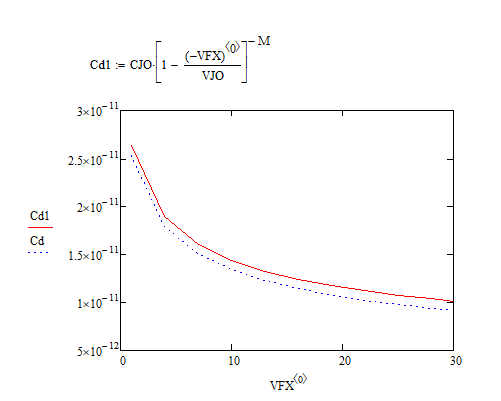 Cd1 := CJO·[1 − (−VFX)^⟨0⟩ / VJO]^−M
3×10^−11
2.5×10^−11
2×10^−11
1.5×10^−11
1×10^−11
5×10^−12
Cd1
Cd
0 10 20 30
VFX^⟨0⟩